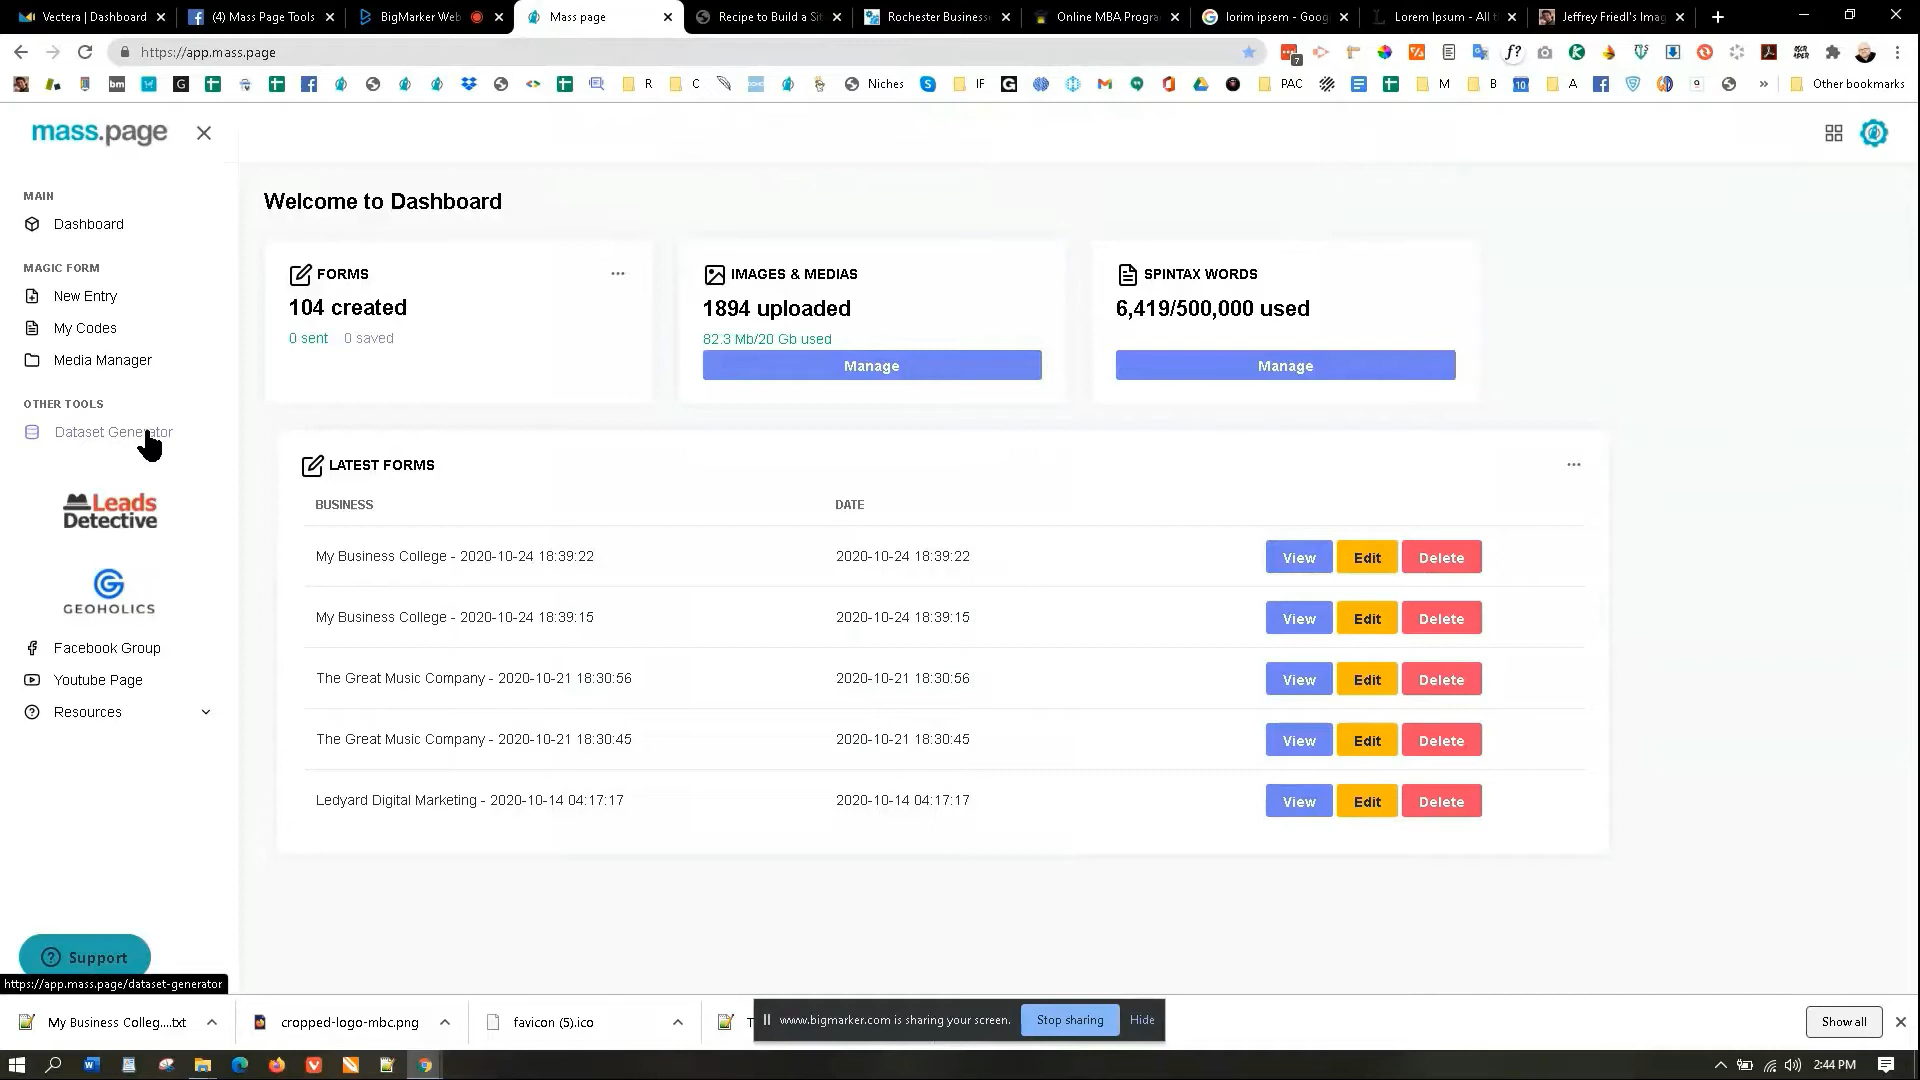 Vectera | Dashboard
(4) Mass Page Tools
BigMarker Web
Mass page
Recipe to Build a Sit
Rochester Businesse
Online MBA Progra
lorim ipsem - Goog
Lorem Ipsum - All t
Jeffrey Friedl's Imag
https://app.mass.page
f?
7
bm
G
R
C
Niches
IF
G
PAC
M
B
10
A
Other bookmarks
mass.page
MAIN
Dashboard
MAGIC FORM
New Entry
My Codes
Media Manager
OTHER TOOLS
Dataset Generator
Leads
Detective
GEOHOLICS
Facebook Group
Youtube Page
Resources
Support
https://app.mass.page/dataset-generator
Welcome to Dashboard
FORMS
104 created
0 sent 0 saved
IMAGES & MEDIAS
1894 uploaded
82.3 Mb/20 Gb used
Manage
SPINTAX WORDS
6,419/500,000 used
Manage
LATEST FORMS
BUSINESS DATE
My Business College - 2020-10-24 18:39:22 2020-10-24 18:39:22 View Edit Delete
My Business College - 2020-10-24 18:39:15 2020-10-24 18:39:15 View Edit Delete
The Great Music Company - 2020-10-21 18:30:56 2020-10-21 18:30:56 View Edit Delete
The Great Music Company - 2020-10-21 18:30:45 2020-10-21 18:30:45 View Edit Delete
Ledyard Digital Marketing - 2020-10-14 04:17:17 2020-10-14 04:17:17 View Edit Delete
My Business Colleg....txt
cropped-logo-mbc.png
favicon (5).ico
www.bigmarker.com is sharing your screen. Stop sharing Hide
Show all
2:44 PM